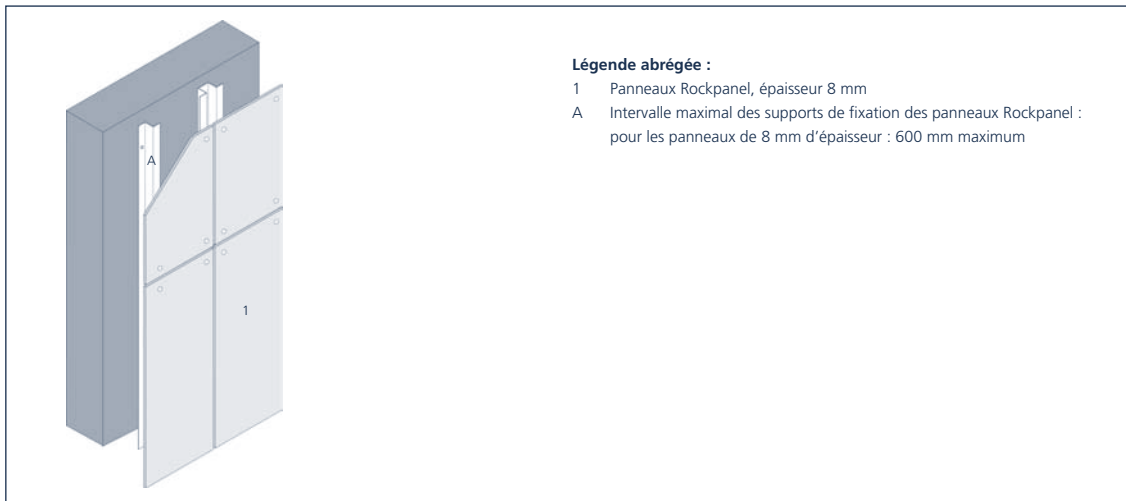 Légende abrégée :
1 Panneaux Rockpanel, épaisseur 8 mm
A Intervalle maximal des supports de fixation des panneaux Rockpanel :
pour les panneaux de 8 mm d’épaisseur : 600 mm maximum
A
1